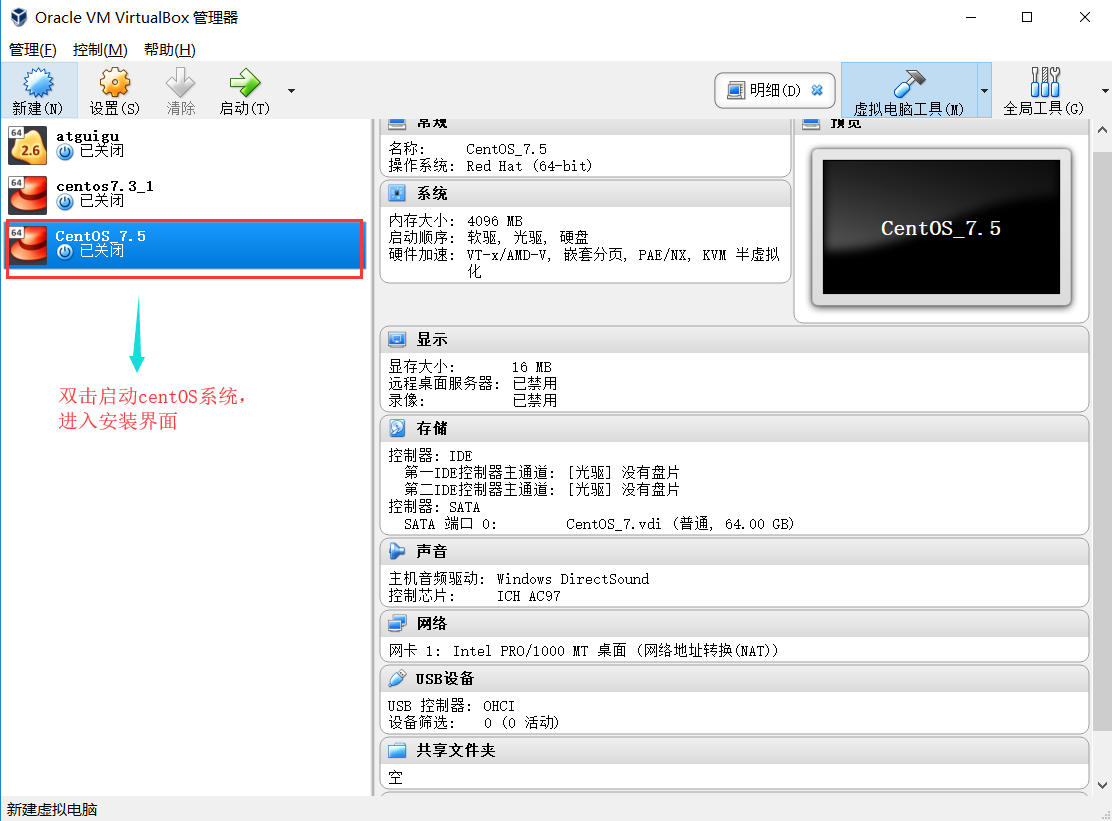 Oracle VM VirtualBox 管理器
管理(F) 控制(M) 帮助(H)
新建(N) 设置(S) 清除 启动(T) 明细(D) 虚拟电脑工具(M) 全局工具(G)
64 2.6 atguigu
已关闭
64 centos7.3_1
已关闭
64 CentOS_7.5
已关闭
双击启动centOS系统，
进入安装界面
常规
名称: CentOS_7.5
操作系统: Red Hat (64-bit)
系统
内存大小: 4096 MB
启动顺序: 软驱, 光驱, 硬盘
硬件加速: VT-x/AMD-V, 嵌套分页, PAE/NX, KVM 半虚拟
化
预览
CentOS_7.5
显示
显存大小: 16 MB
远程桌面服务器: 已禁用
录像: 已禁用
存储
控制器: IDE
第一IDE控制器主通道: [光驱] 没有盘片
第二IDE控制器主通道: [光驱] 没有盘片
控制器: SATA
SATA 端口 0: CentOS_7.vdi (普通, 64.00 GB)
声音
主机音频驱动: Windows DirectSound
控制芯片: ICH AC97
网络
网卡 1: Intel PRO/1000 MT 桌面 (网络地址转换(NAT))
USB设备
USB 控制器: OHCI
设备筛选: 0 (0 活动)
共享文件夹
空
新建虚拟电脑